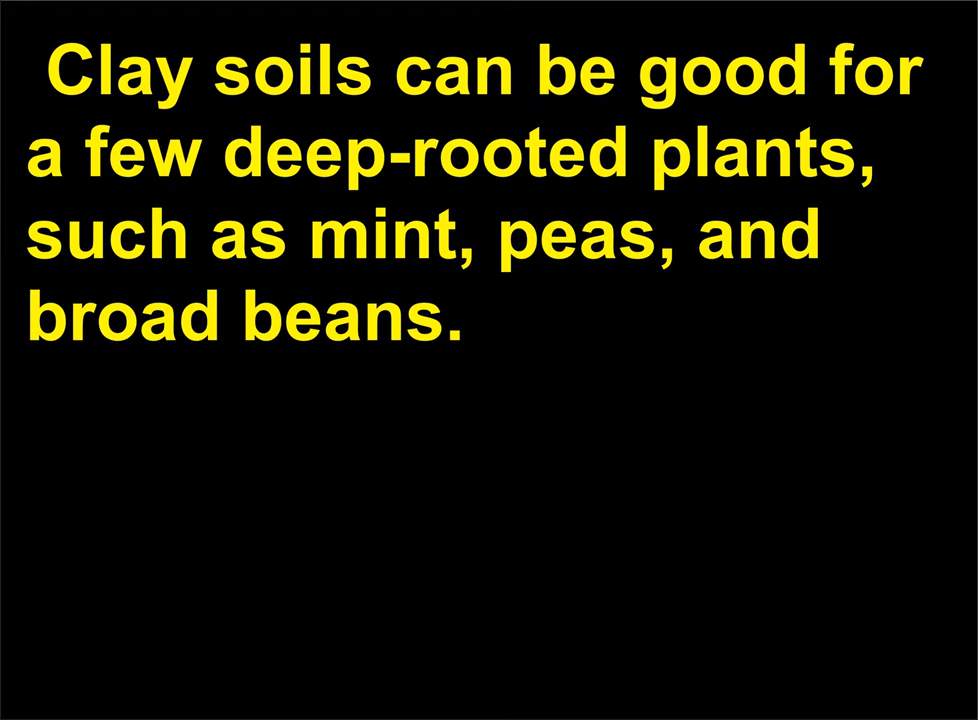 Clay soils can be good for
a few deep-rooted plants,
such as mint, peas, and
broad beans.